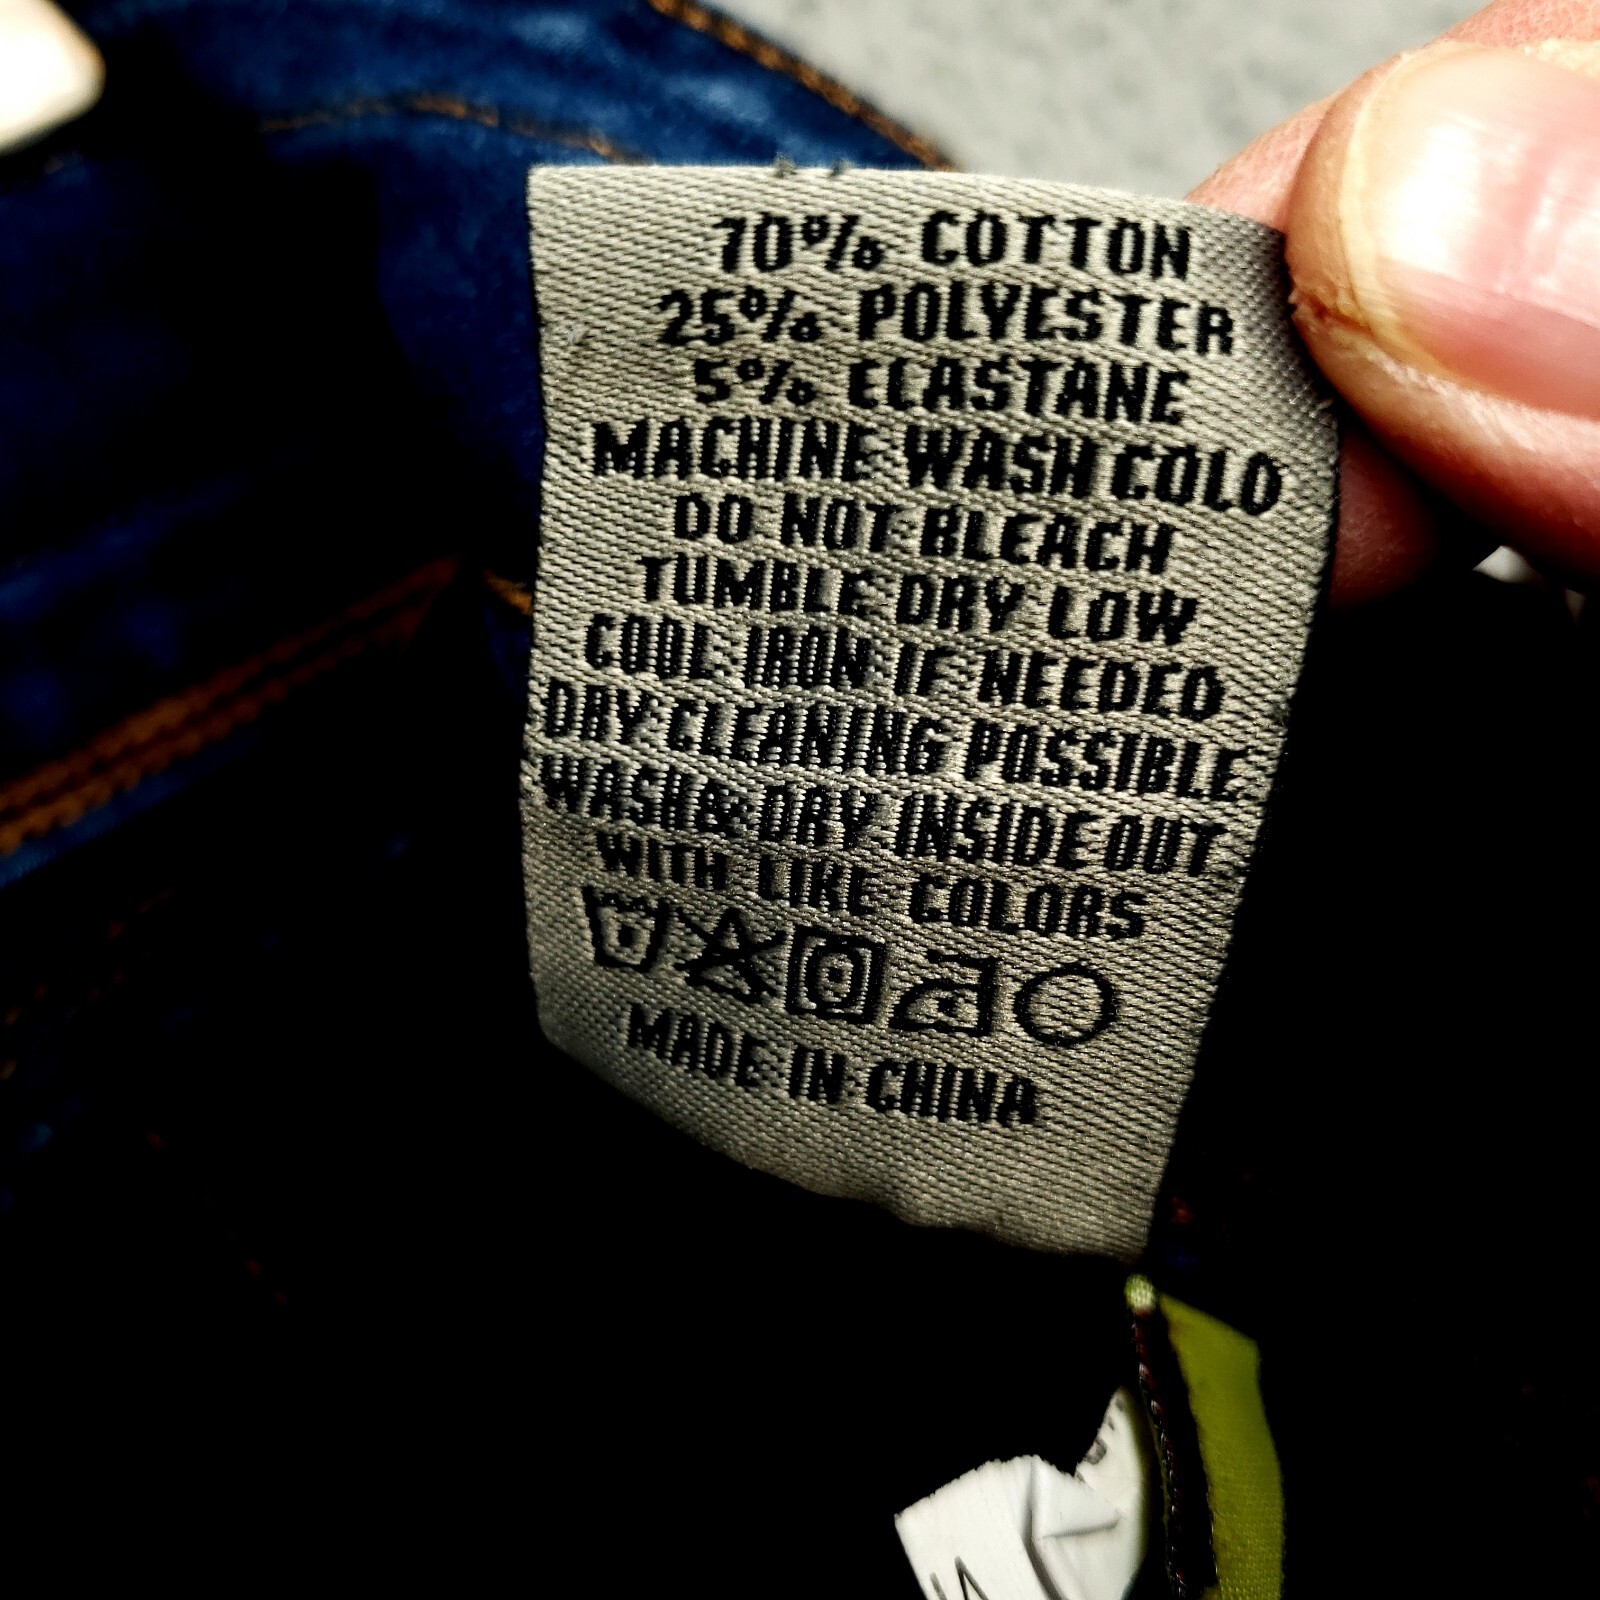 70% COTTON
25% POLYESTER
5% ELASTANE
MACHINE WASH COLD
DO NOT BLEACH
TUMBLE DRY LOW
COOL IRON IF NEEDED
DRY CLEANING POSSIBLE
WASH & DRY INSIDE OUT
WITH LIKE COLORS
MADE IN CHINA